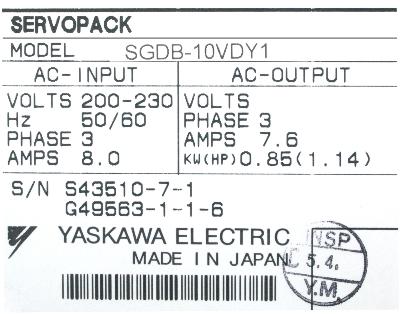 SERVOPACK
MODEL SGDB-10VDY1
AC-INPUT AC-OUTPUT
VOLTS 200-230 VOLTS
Hz 50/60 PHASE 3
PHASE 3 AMPS 7.6
AMPS 8.0 KW(HP) 0.85(1.14)
S/N S43510-7-1
G49563-1-1-6
YASKAWA ELECTRIC
MADE IN JAPAN
INSP
5.4.
Y.M.